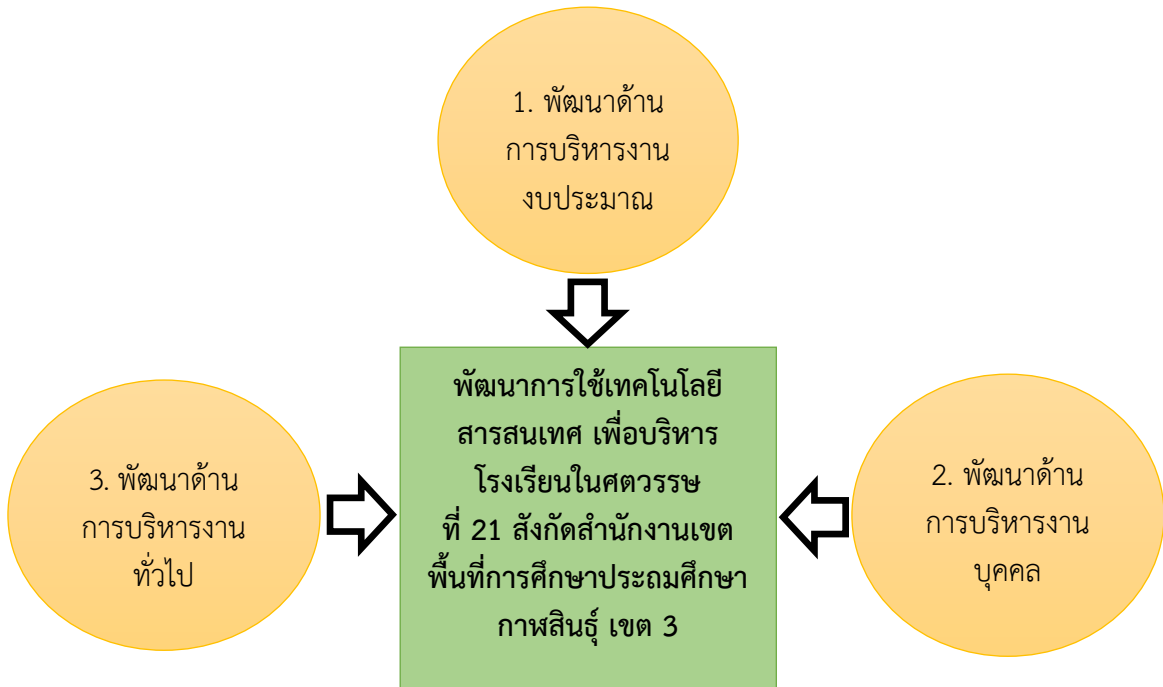 1. พัฒนาด้าน
การบริหารงาน
งบประมาณ
พัฒนาการใช้เทคโนโลยี
สารสนเทศ เพื่อบริหาร
โรงเรียนในศตวรรษ
ที่ 21 สังกัดสำนักงานเขต
พื้นที่การศึกษาประถมศึกษา
กาฬสินธุ์ เขต 3
3. พัฒนาด้าน
การบริหารงาน
ทั่วไป
2. พัฒนาด้าน
การบริหารงาน
บุคคล